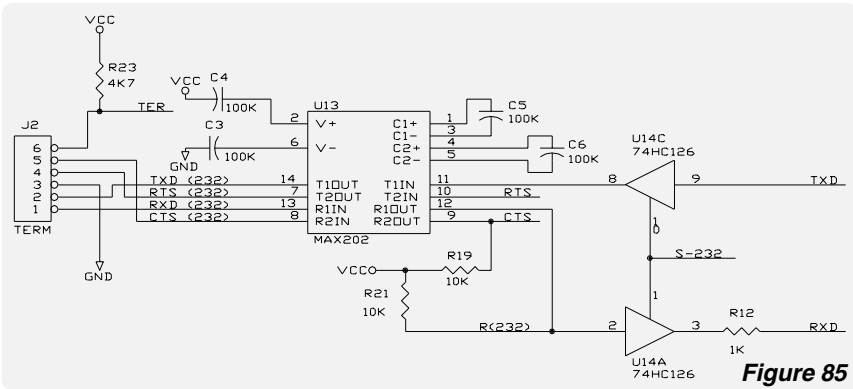 VCC
R23
4K7
TER
J2
6
5
4
3
2
1
TERM
GND
VCC
C4
100K
C3
100K
GND
TXD (232)
RTS (232)
RXD (232)
CTS (232)
U13
2
V+
6
V-
14
T1OUT
7
T2OUT
13
R1IN
8
R2IN
C1+
1
C1-
3
C2+
4
C2-
5
T1IN
11
T2IN
10
R1OUT
12
R2OUT
9
MAX202
C5
100K
C6
100K
RTS
CTS
U14C
74HC126
8
9
TXD
10
S-232
VCC
R19
10K
R21
10K
R(232)
1
2
3
U14A
74HC126
R12
1K
RXD
Figure 85